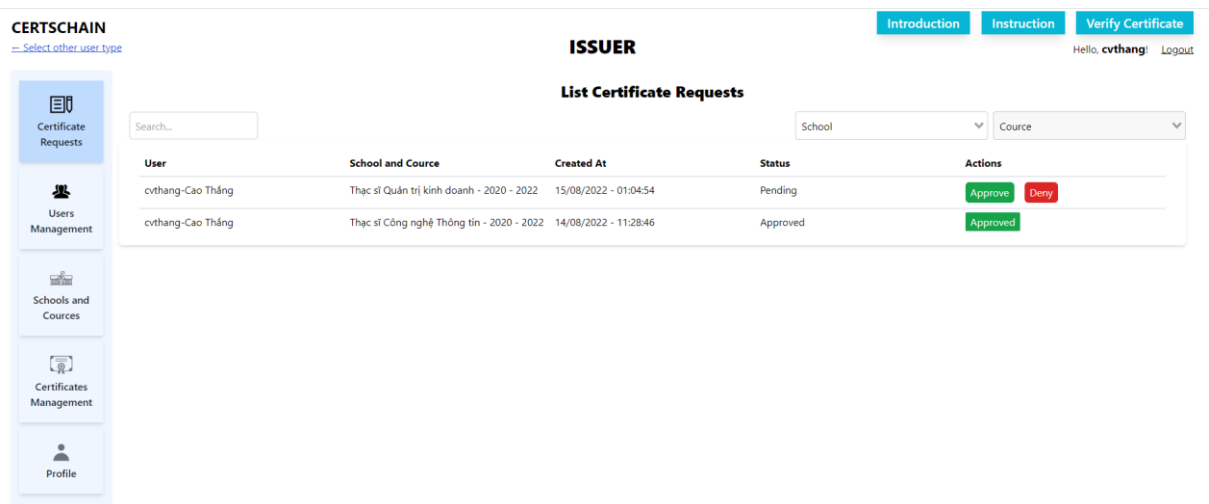 CERTSCHAIN
← Select other user type
ISSUER
Introduction
Instruction
Verify Certificate
Hello, cvthang! Logout
Certificate
Requests
Users
Management
Schools and
Cources
Certificates
Management
Profile
List Certificate Requests
Search...
School
Cource
User School and Cource Created At Status Actions
cvthang-Cao Thắng Thạc sĩ Quản trị kinh doanh - 2020 - 2022 15/08/2022 - 01:04:54 Pending Approve Deny
cvthang-Cao Thắng Thạc sĩ Công nghệ Thông tin - 2020 - 2022 14/08/2022 - 11:28:46 Approved Approved